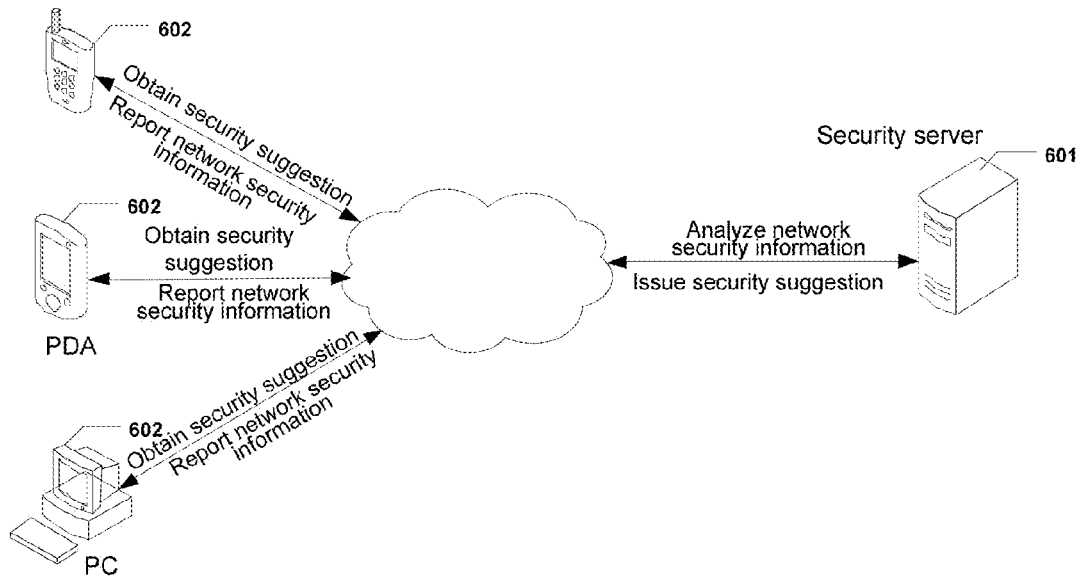 602
Obtain security suggestion
Report network security
information
Security server
601
602
Obtain security
suggestion
Report network
security information
PDA
Analyze network
security information
Issue security suggestion
602
Obtain security suggestion
Report network security
information
PC